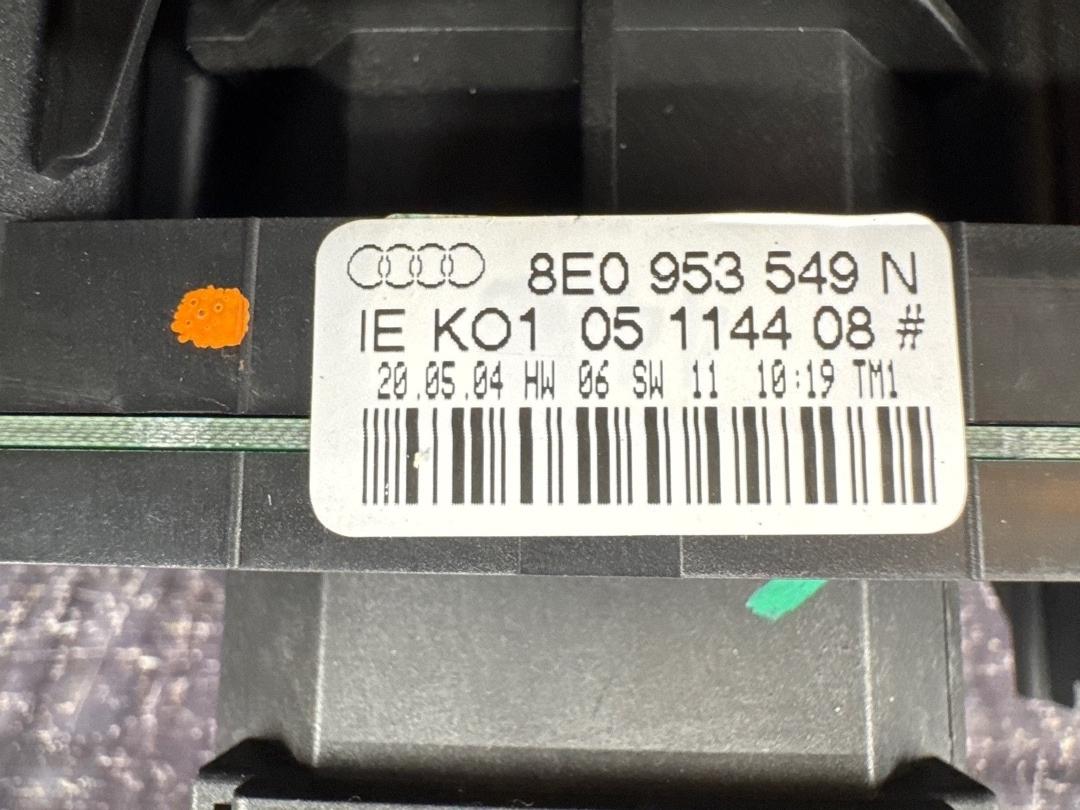 8E0 953 549 N
IE KO1 05 1144 08 #
20.05.04 HW 06 SW 11 10:19 TM1